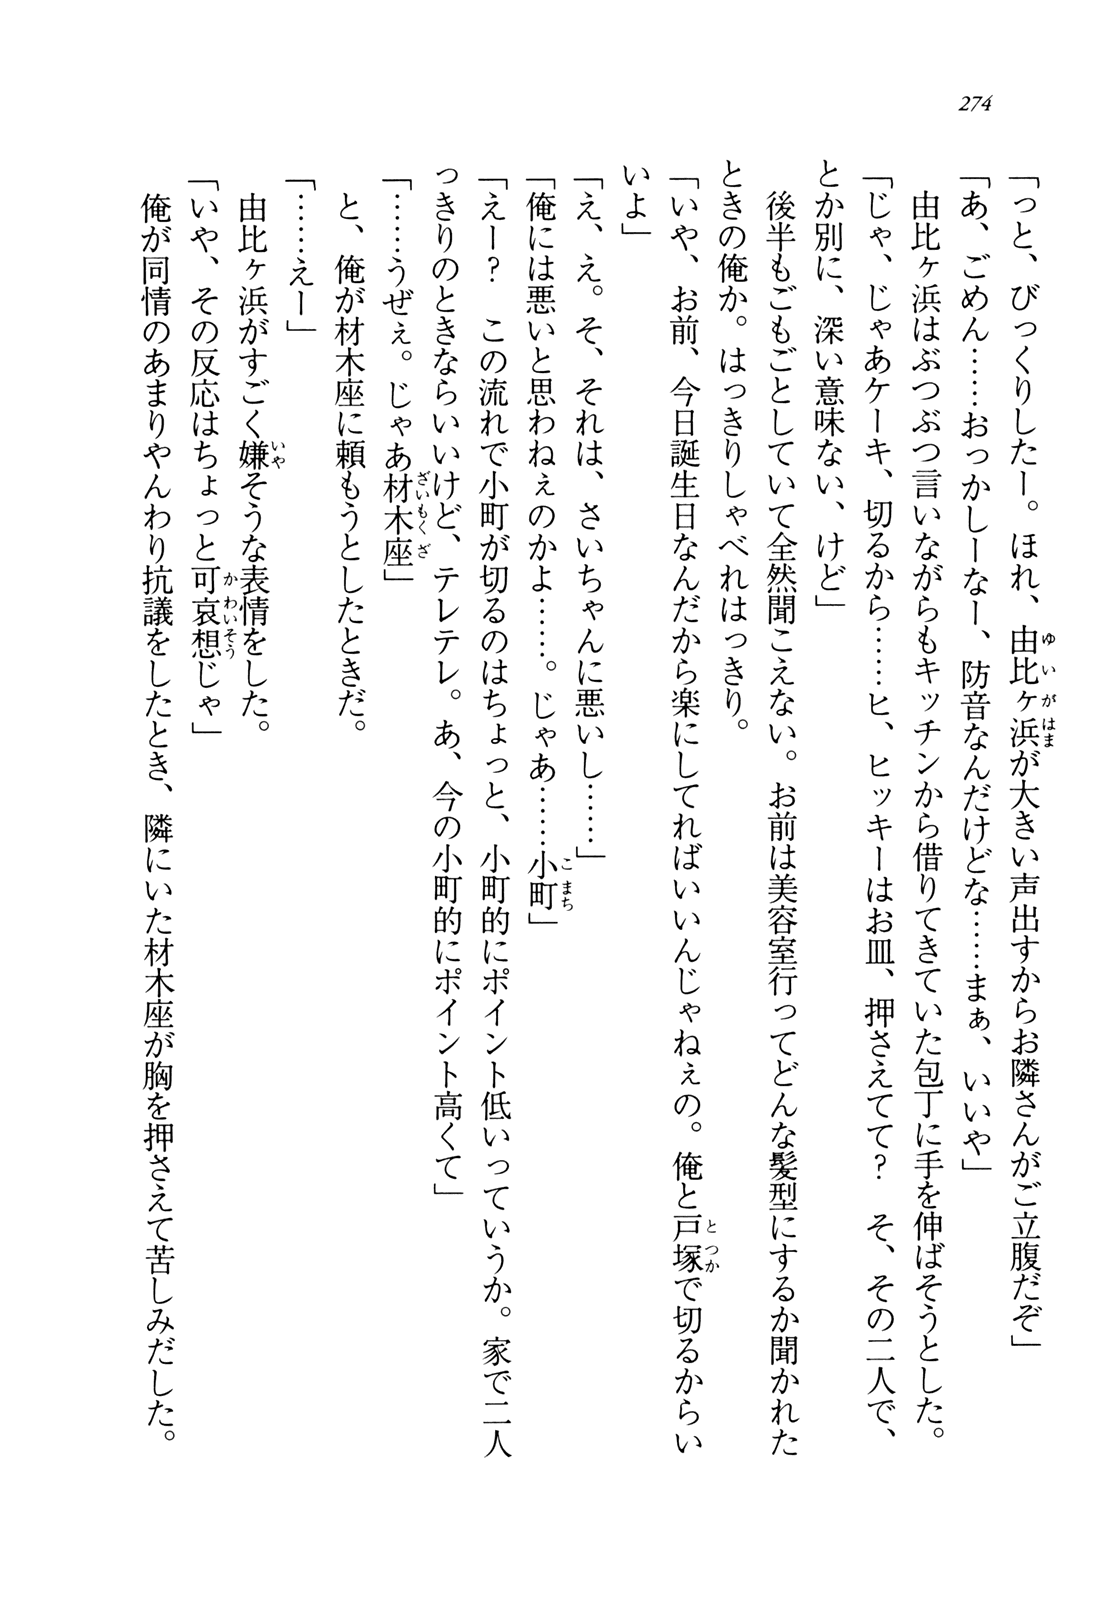 274
「っと、びっくりしたー。ほれ、由比ヶ浜が大きい声出すからお隣さんがご立腹だぞ」
「あ、ごめん……おっかしーなー、防音なんだけどな……まぁ、いいや」
　由比ヶ浜はぶつぶつ言いながらもキッチンから借りてきていた包丁に手を伸ばそうとした。
「じゃ、じゃあケーキ、切るから……ヒ、ヒッキーはお皿、押さえてて？　そ、その二人で、
とか別に、深い意味ない、けど」
　後半もごもごとしていて全然聞こえない。お前は美容室行ってどんな髪型にするか聞かれた
ときの俺か。はっきりしゃべれはっきり。
「いや、お前、今日誕生日なんだから楽にしてればいいんじゃねぇの。俺と戸塚で切るからい
いよ」
「え、え。そ、それは、さいちゃんに悪いし……」
「俺には悪いと思わねぇのかよ……。じゃあ……小町」
「えー？　この流れで小町が切るのはちょっと、小町的にポイント低いっていうか。家で二人
っきりのときならいいけど、テレテレ。あ、今の小町的にポイント高くて」
「……うぜぇ。じゃあ材木座」
　と、俺が材木座に頼もうとしたときだ。
「……えー」
　由比ヶ浜がすごく嫌そうな表情をした。
「いや、その反応はちょっと可哀想じゃ」
　俺が同情のあまりやんわり抗議をしたとき、隣にいた材木座が胸を押さえて苦しみだした。